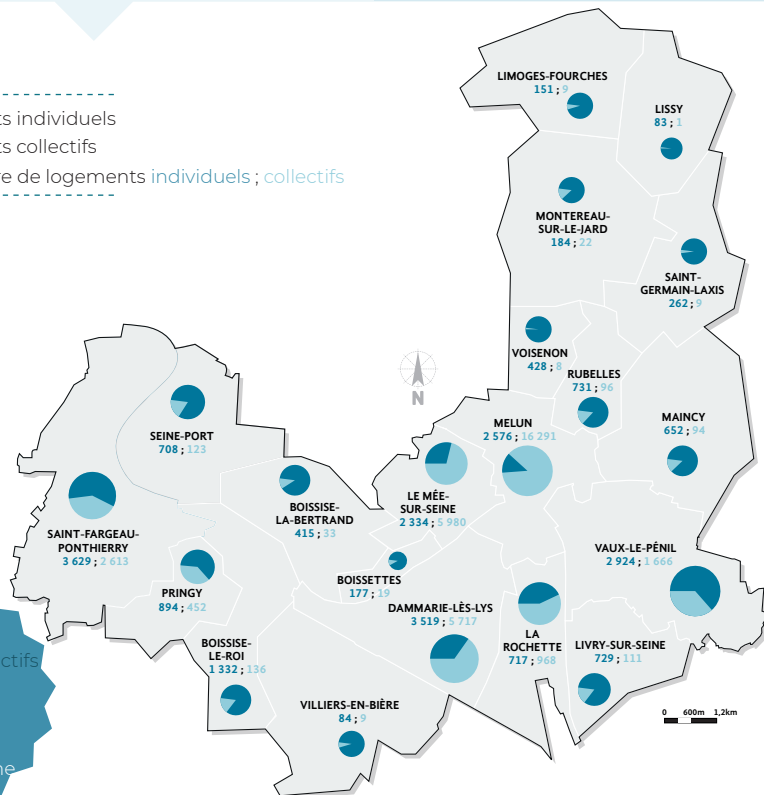 ts individuels
ts collectifs
re de logements individuels ; collectifs
LIMOGES-FOURCHES
151 ; 9
LISSY
83 ; 1
MONTEREAU-
SUR-LE-JARD
184 ; 22
SAINT-
GERMAIN-LAXIS
262 ; 9
VOISENON
428 ; 8
RUBELLES
731 ; 96
N
SEINE-PORT
708 ; 123
MELUN
2 576 ; 16 291
MAINCY
652 ; 94
LE MÉE-
SUR-SEINE
2 334 ; 5 980
BOISSISE-
LA-BERTRAND
415 ; 33
SAINT-FARGEAU-
PONTHIERRY
3 629 ; 2 613
VAUX-LE-PÉNIL
2 924 ; 1 666
BOISSETTES
177 ; 19
PRINGY
894 ; 452
DAMMARIE-LÈS-LYS
3 519 ; 5 717
LA
ROCHETTE
717 ; 968
BOISSISE-
LE-ROI
1 332 ; 136
LIVRY-SUR-SEINE
729 ; 111
ctifs
VILLIERS-EN-BIÈRE
84 ; 9
0 600m 1,2km
ne